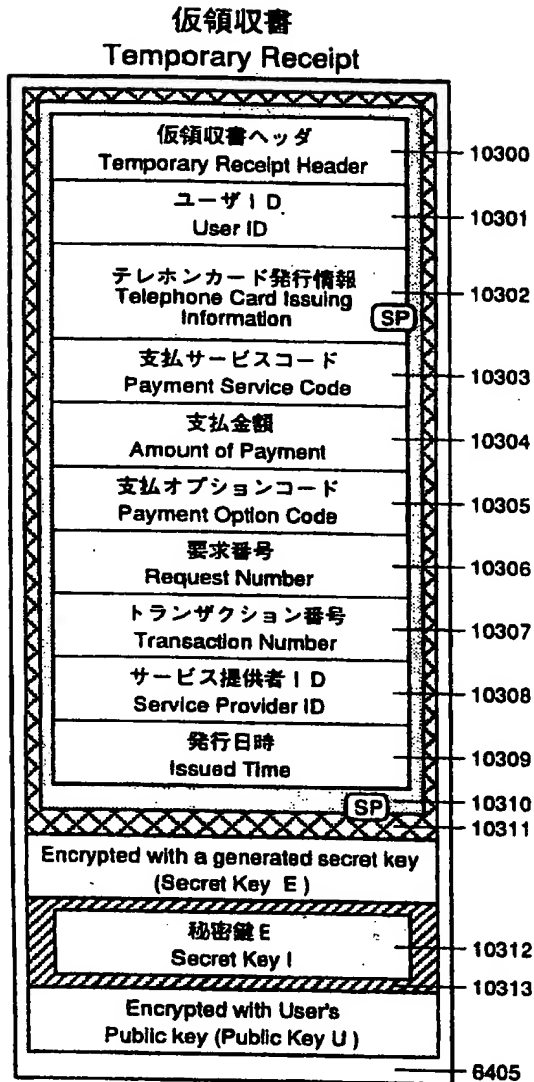 仮領収書
Temporary Receipt
仮領収書ヘッダ
Temporary Receipt Header
10300
ユーザID
User ID
10301
テレホンカード発行情報
Telephone Card Issuing
Information
SP
10302
支払サービスコード
Payment Service Code
10303
支払金額
Amount of Payment
10304
支払オプションコード
Payment Option Code
10305
要求番号
Request Number
10306
トランザクション番号
Transaction Number
10307
サービス提供者ID
Service Provider ID
10308
発行日時
Issued Time
10309
SP
10310
10311
Encrypted with a generated secret key
(Secret Key E)
秘密鍵E
Secret Key I
10312
10313
Encrypted with User's
Public key (Public Key U)
6405